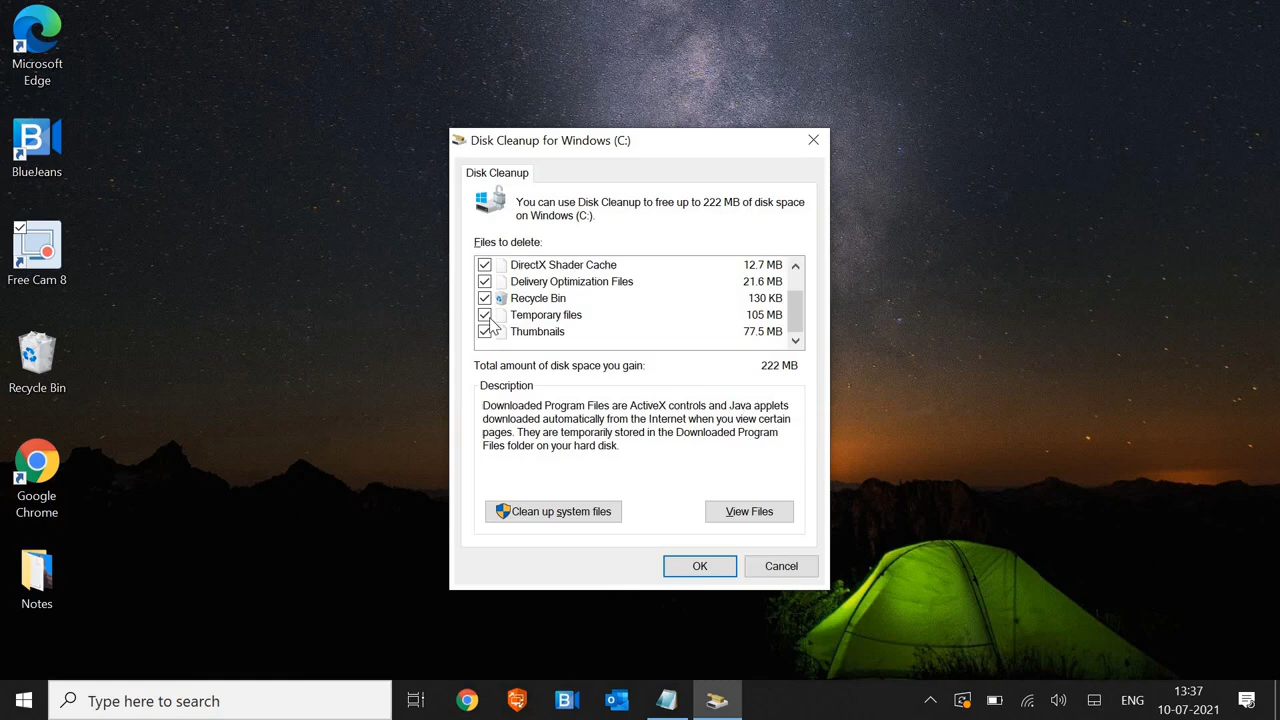 Microsoft
Edge
BlueJeans
Free Cam 8
Recycle Bin
Google
Chrome
Notes
Disk Cleanup for Windows (C:)
Disk Cleanup
You can use Disk Cleanup to free up to 222 MB of disk space
on Windows (C:).
Files to delete:
DirectX Shader Cache 12.7 MB
Delivery Optimization Files 21.6 MB
Recycle Bin 130 KB
Temporary files 105 MB
Thumbnails 77.5 MB
Total amount of disk space you gain: 222 MB
Description
Downloaded Program Files are ActiveX controls and Java applets
downloaded automatically from the Internet when you view certain
pages. They are temporarily stored in the Downloaded Program
Files folder on your hard disk.
Clean up system files
View Files
OK
Cancel
Type here to search
ENG
13:37
10-07-2021